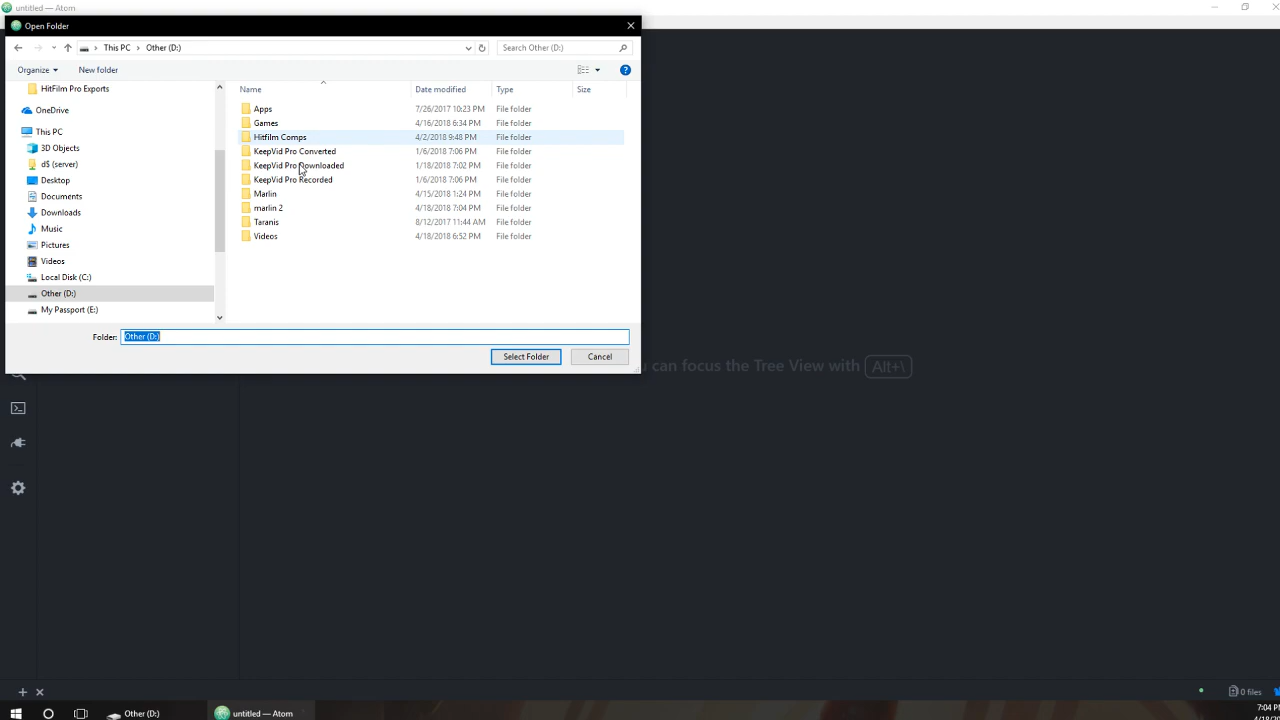 untitled — Atom
Open Folder
This PC
Other (D:)
Search Other (D:)
Organize
New folder
Name
Date modified
Type
Size
HitFilm Pro Exports
OneDrive
This PC
3D Objects
d$ (server)
Desktop
Documents
Downloads
Music
Pictures
Videos
Local Disk (C:)
Other (D:)
My Passport (E:)
Apps 7/26/2017 10:23 PM File folder
Games 4/16/2018 6:34 PM File folder
Hitfilm Comps 4/2/2018 9:48 PM File folder
KeepVid Pro Converted 1/6/2018 7:06 PM File folder
KeepVid Pro Downloaded 1/18/2018 7:02 PM File folder
KeepVid Pro Recorded 1/6/2018 7:06 PM File folder
Marlin 4/15/2018 1:24 PM File folder
marlin 2 4/18/2018 7:04 PM File folder
Taranis 8/12/2017 11:44 AM File folder
Videos 4/18/2018 6:52 PM File folder
Folder: Other (D:)
Select Folder
Cancel
can focus the Tree View with Alt+\
0 files
Other (D:)
untitled — Atom
7:04 P